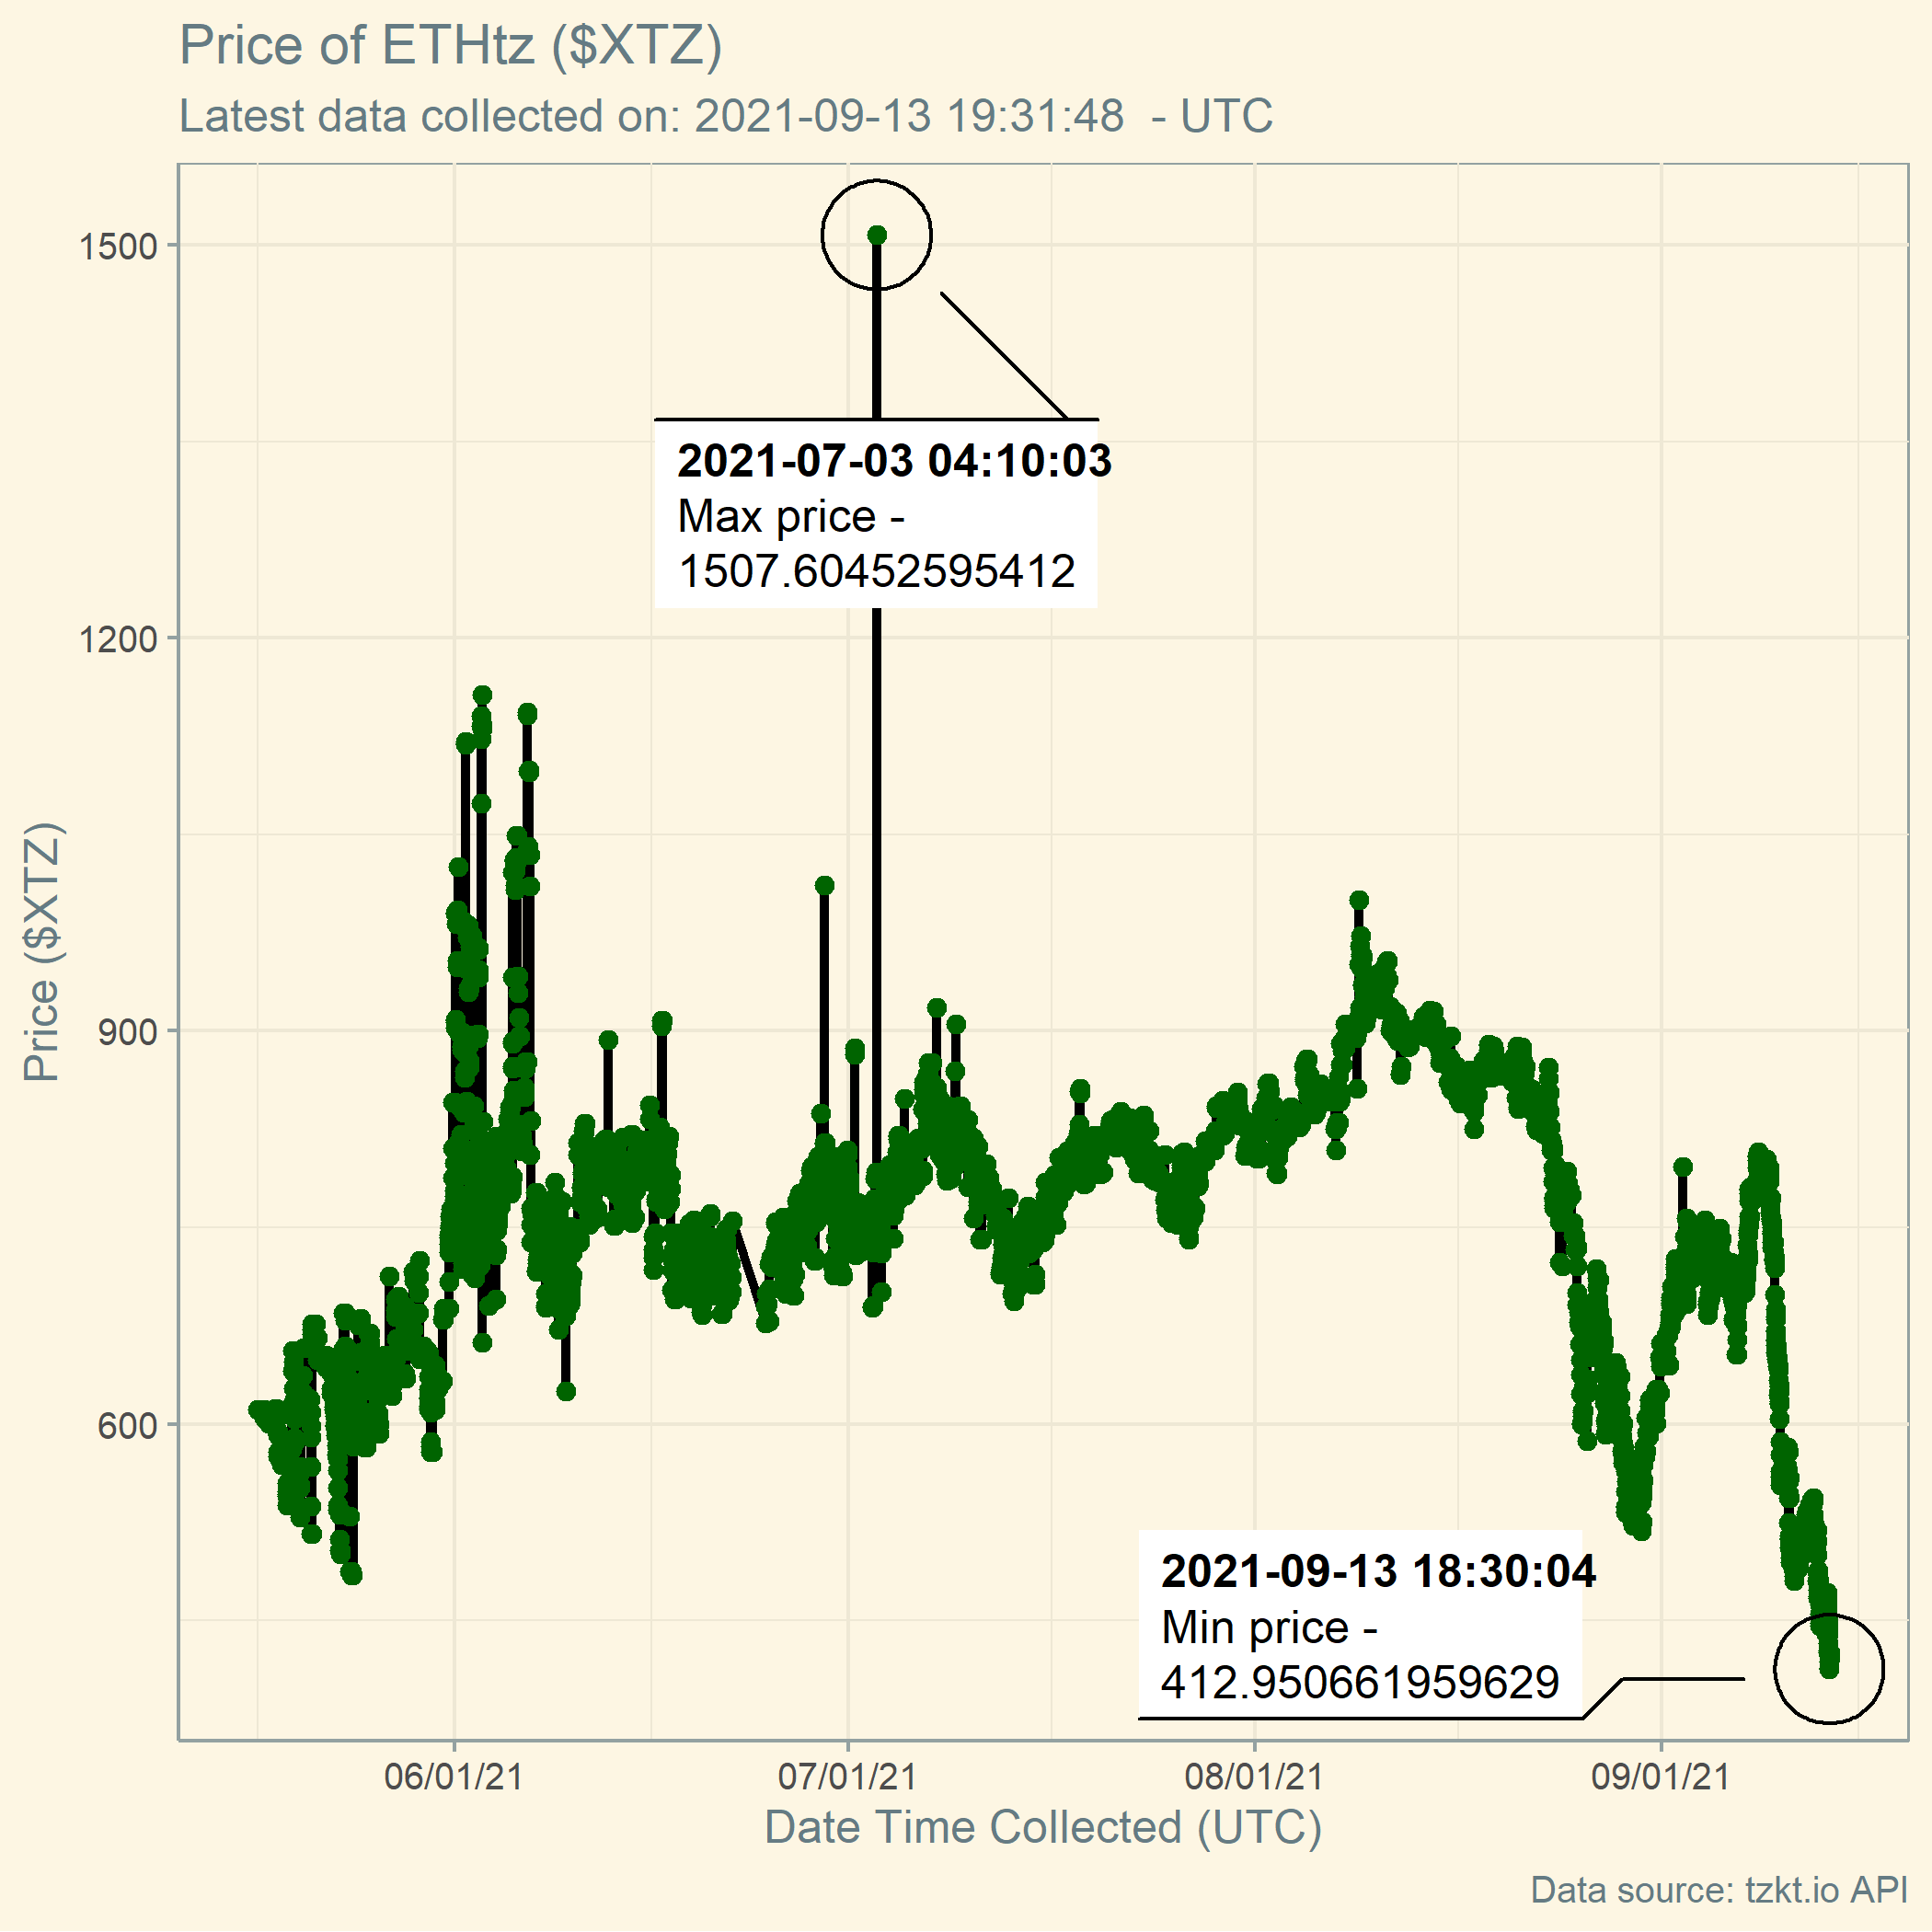 Price of ETHtz ($XTZ)
Latest data collected on: 2021-09-13 19:31:48  - UTC
1500
1200
900
600
Price ($XTZ)
2021-07-03 04:10:03
Max price -
1507.60452595412
2021-09-13 18:30:04
Min price -
412.950661959629
06/01/21
07/01/21
08/01/21
09/01/21
Date Time Collected (UTC)
Data source: tzkt.io API